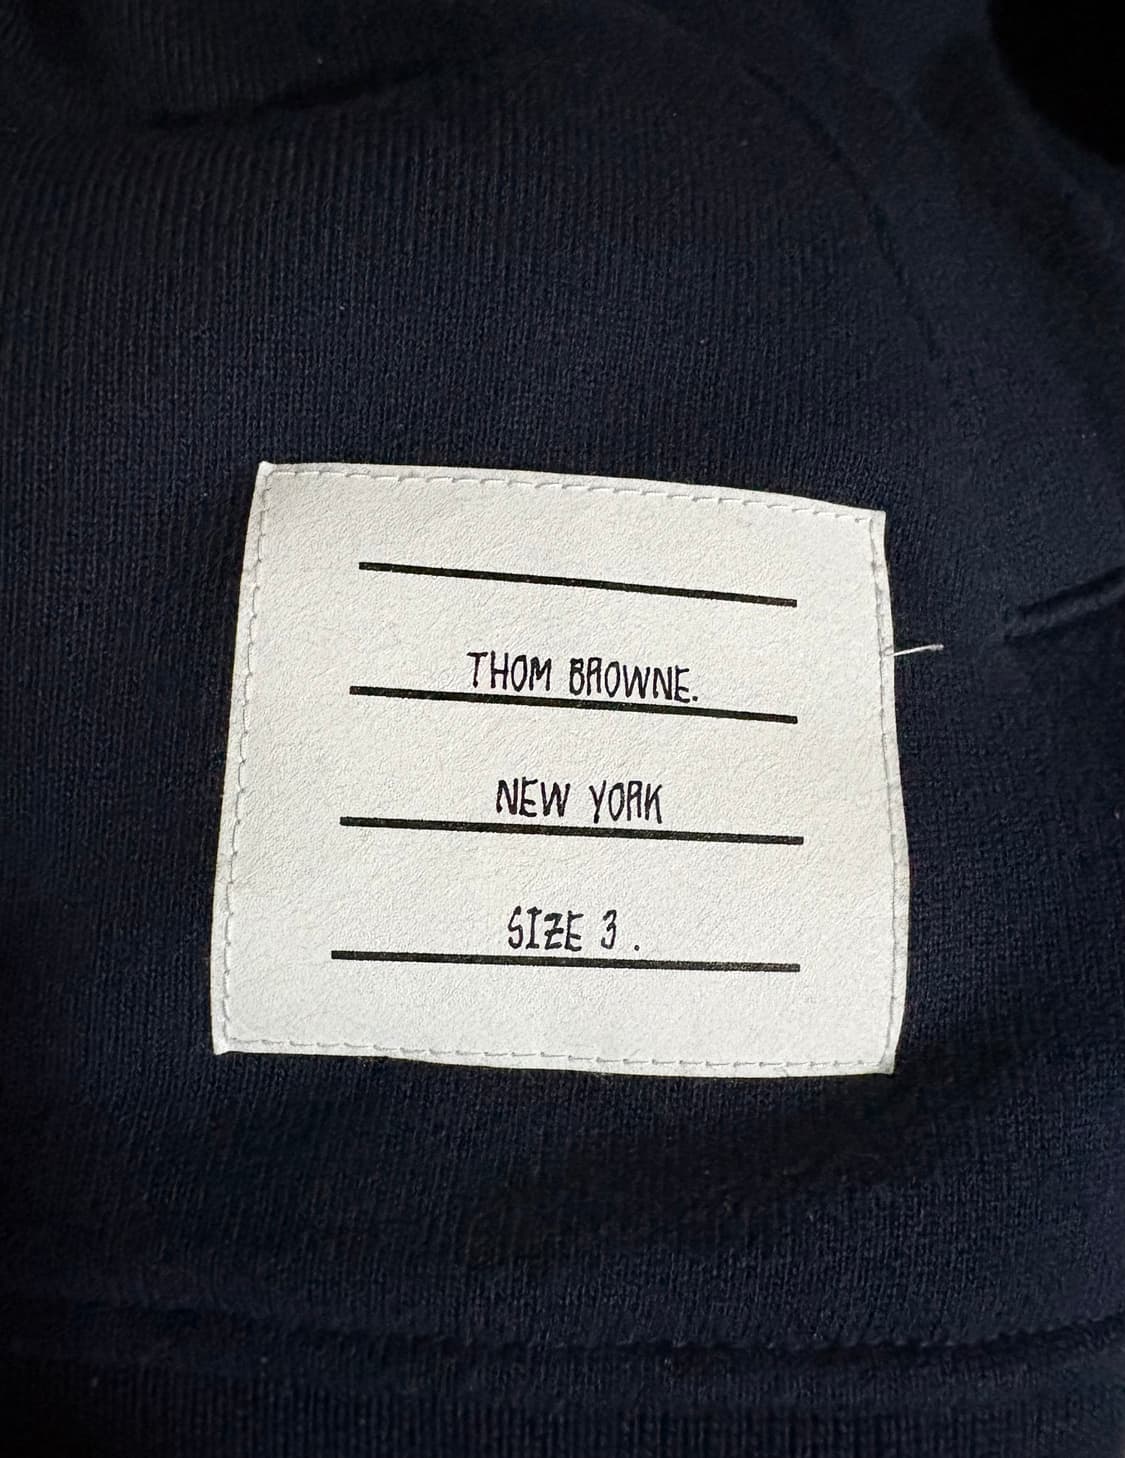 THOM BROWNE.
NEW YORK
SIZE 3.